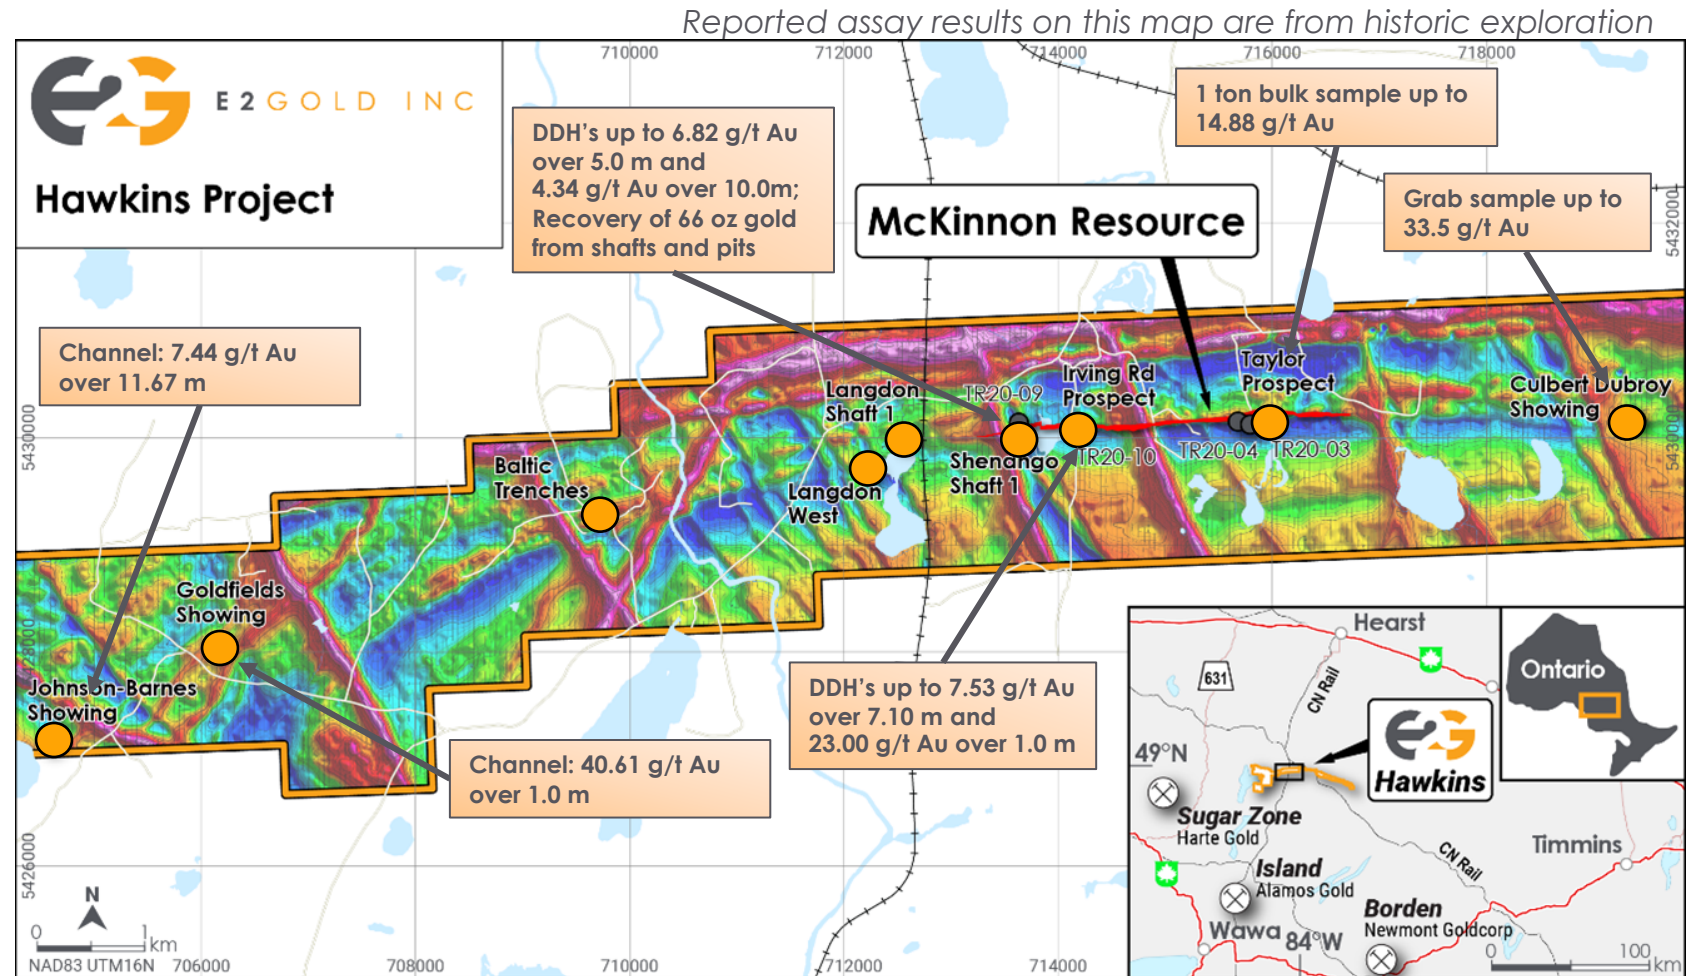 Reported assay results on this map are from historic exploration
710000
712000
714000
716000
718000
E2GOLD INC
Hawkins Project
DDH's up to 6.82 g/t Au
over 5.0 m and
4.34 g/t Au over 10.0m;
Recovery of 66 oz gold
from shafts and pits
1 ton bulk sample up to
14.88 g/t Au
McKinnon Resource
Grab sample up to
33.5 g/t Au
5432000
Channel: 7.44 g/t Au
over 11.67 m
5430000
Langdon
Shaft 1
TR20-09
Irving Rd
Prospect
Taylor
Prospect
Culbert Dubroy
Showing
5430000
Baltic
Trenches
Langdon
West
Shenango
Shaft 1
TR20-10
TR20-04
TR20-03
Goldfields
Showing
5428000
Johnson-Barnes
Showing
Channel: 40.61 g/t Au
over 1.0 m
DDH's up to 7.53 g/t Au
over 7.10 m and
23.00 g/t Au over 1.0 m
5426000
N
0 1 km
NAD83 UTM16N
706000
708000
710000
712000
714000
Hearst
631
CN Rail
Ontario
49°N
E2G
Hawkins
Sugar Zone
Harte Gold
Timmins
CN Rail
Island
Alamos Gold
Borden
Newmont Goldcorp
Wawa
84°W
0 100 km